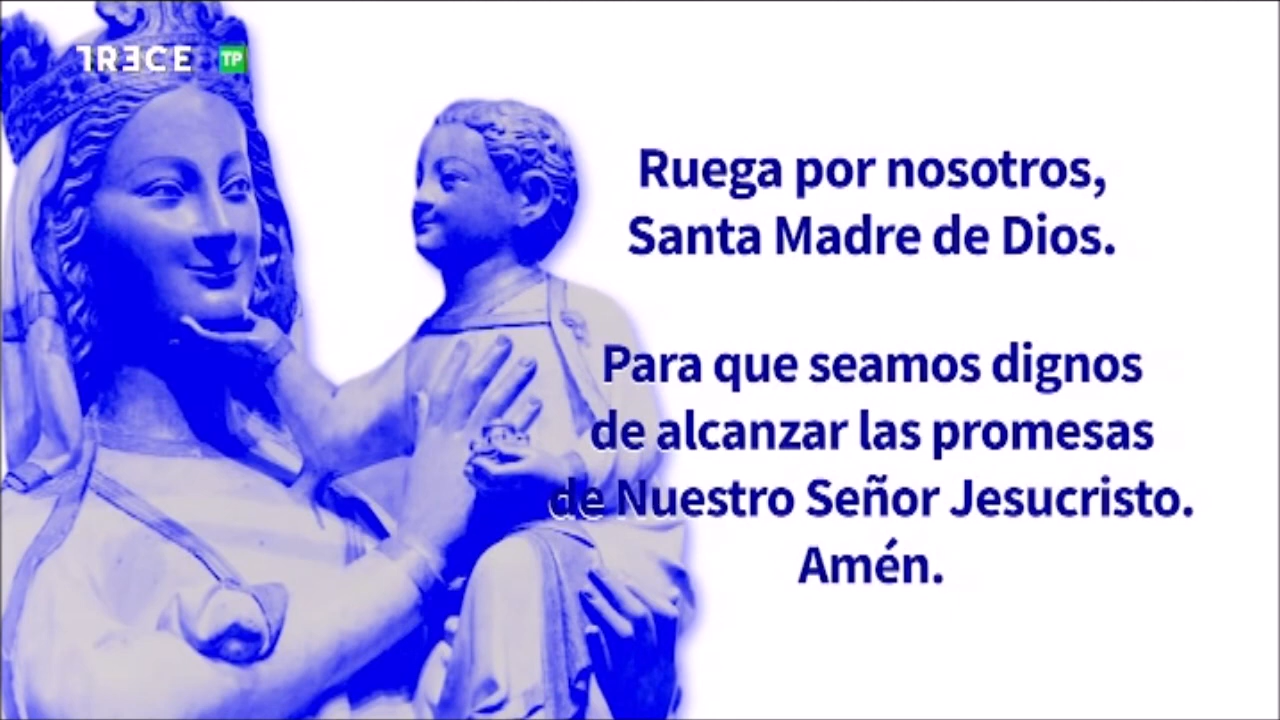 TRECE TP
Ruega por nosotros,
Santa Madre de Dios.
Para que seamos dignos
de alcanzar las promesas
de Nuestro Señor Jesucristo.
Amén.